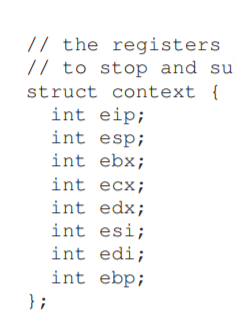 // the registers
// to stop and su
struct context {
  int eip;
  int esp;
  int ebx;
  int ecx;
  int edx;
  int esi;
  int edi;
  int ebp;
};